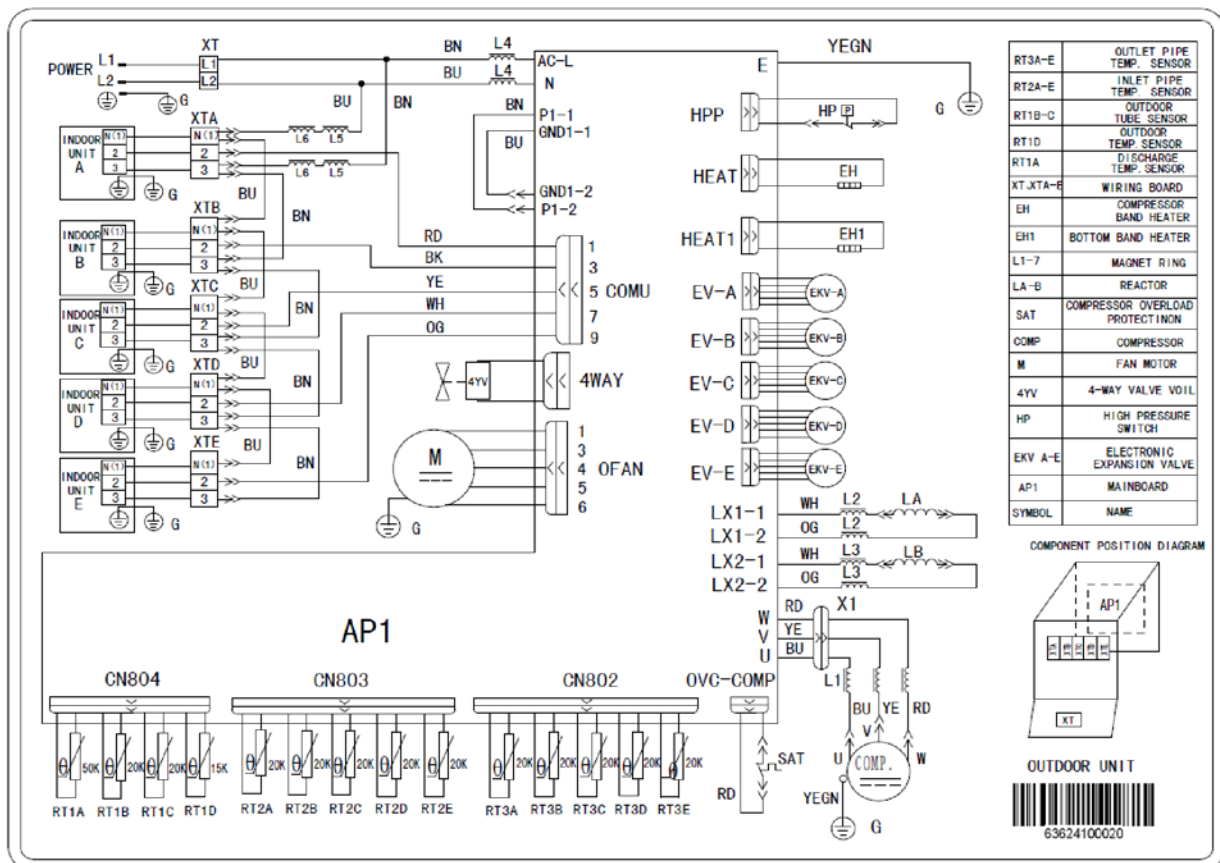 POWER
L1
L2
G
XT
L1
L2
BN
BU
L4
L4
AC-L
N
BU
BN
BN
P1-1
GND1-1
BU
GND1-2
P1-2
XTA
INDOOR
UNIT
A
N(1)
2
3
G
N(1)
2
3
L6 L5
L6 L5
BU
BN
XTB
INDOOR
UNIT
B
N(1)
2
3
G
N(1)
2
3
BU
BN
XTC
INDOOR
UNIT
C
N(1)
2
3
G
N(1)
2
3
BU
BN
XTD
INDOOR
UNIT
D
N(1)
2
3
G
N(1)
2
3
BU
BN
XTE
INDOOR
UNIT
E
N(1)
2
3
G
N(1)
2
3
RD
BK
YE
WH
OG
1
3
5
7
9
COMU
4YV
4WAY
M
G
1
3
4
5
6
OFAN
E
YEGN
G
HPP
HP
P
HEAT
EH
HEAT1
EH1
EV-A
EKV-A
EV-B
EKV-B
EV-C
EKV-C
EV-D
EKV-D
EV-E
EKV-E
LX1-1
WH
L2
LA
LX1-2
OG
L2
LX2-1
WH
L3
LB
LX2-2
OG
L3
W
V
U
RD
YE
BU
X1
L1
BU
YE
RD
V
U
W
COMP.
YEGN
G
AP1
CN804
CN803
CN802
OVC-COMP
θ 50K
θ 20K
θ 20K
θ 15K
θ 20K
θ 20K
θ 20K
θ 20K
θ 20K
θ 20K
θ 20K
θ 20K
θ 20K
θ 20K
RT1A
RT1B
RT1C
RT1D
RT2A
RT2B
RT2C
RT2D
RT2E
RT3A
RT3B
RT3C
RT3D
RT3E
RD
SAT
RT3A-E
OUTLET PIPE
TEMP. SENSOR
RT2A-E
INLET PIPE
TEMP. SENSOR
RT1B-C
OUTDOOR
TUBE SENSOR
RT1D
OUTDOOR
TEMP. SENSOR
RT1A
DISCHARGE
TEMP. SENSOR
XT.XTA-E
WIRING BOARD
EH
COMPRESSOR
BAND HEATER
EH1
BOTTOM BAND HEATER
L1-7
MAGNET RING
LA-B
REACTOR
SAT
COMPRESSOR OVERLOAD
PROTECTINON
COMP
COMPRESSOR
M
FAN MOTOR
4YV
4-WAY VALVE VOIL
HP
HIGH PRESSURE
SWITCH
EKV A-E
ELECTRONIC
EXPANSION VALVE
AP1
MAINBOARD
SYMBOL
NAME
COMPONENT POSITION DIAGRAM
AP1
XT
OUTDOOR UNIT
63624100020